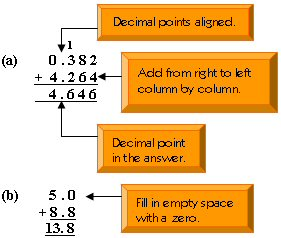 Decimal points aligned.
1
(a) 0.382
+ 4.264
4.646
Add from right to left
column by column.
Decimal point
in the answer.
(b) 5.0
+8.8
13.8
Fill in empty space
with a zero.